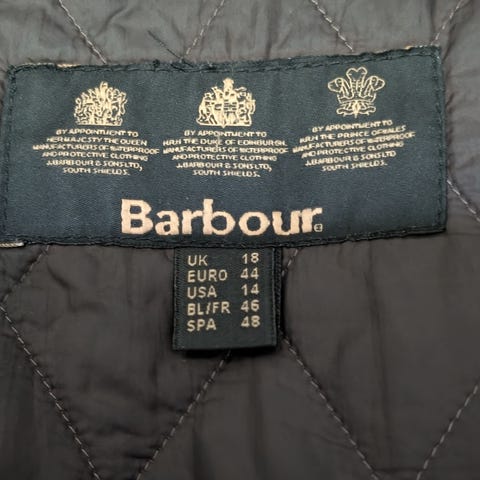 BY APPOINTMENT TO
HER MAJESTY THE QUEEN
MANUFACTURERS OF WATERPROOF
AND PROTECTIVE CLOTHING
J.BARBOUR & SONS LTD,
SOUTH SHIELDS.
BY APPOINTMENT TO
H.R.H THE DUKE OF EDINBURGH,
MANUFACTURERS OF WATERPROOF
AND PROTECTIVE CLOTHING
J.BARBOUR & SONS LTD,
SOUTH SHIELDS.
BY APPOINTMENT TO
H.R.H THE PRINCE OF WALES
MANUFACTURERS OF WATERPROOF
AND PROTECTIVE CLOTHING
J.BARBOUR & SONS LTD,
SOUTH SHIELDS.
Barbour
UK 18
EURO 44
USA 14
BL/FR 46
SPA 48